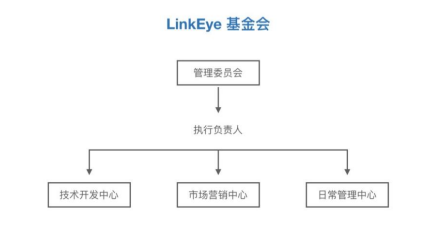 LinkEye 基金会
管理委员会
执行负责人
技术开发中心
市场营销中心
日常管理中心